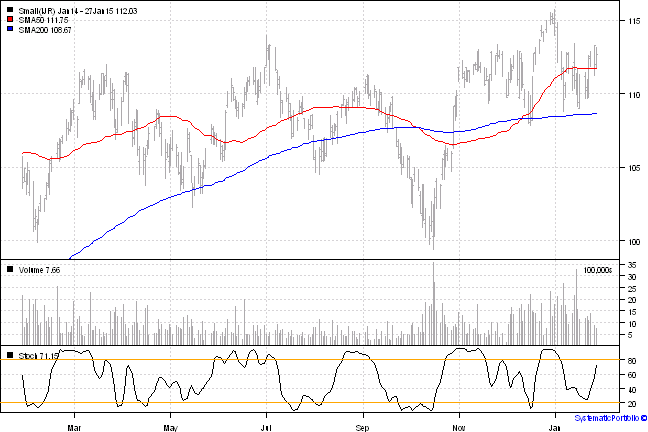 Small(IJR) Jan14 - 27Jan15 112.03
SMA50 111.75
SMA200 108.67
115
110
105
100
Volume 7.66
100,000s
35
30
25
20
15
10
5
Stoch 71.15
80
60
40
20
Mar May Jul Sep Nov Jan
SystematicPortfolio ©